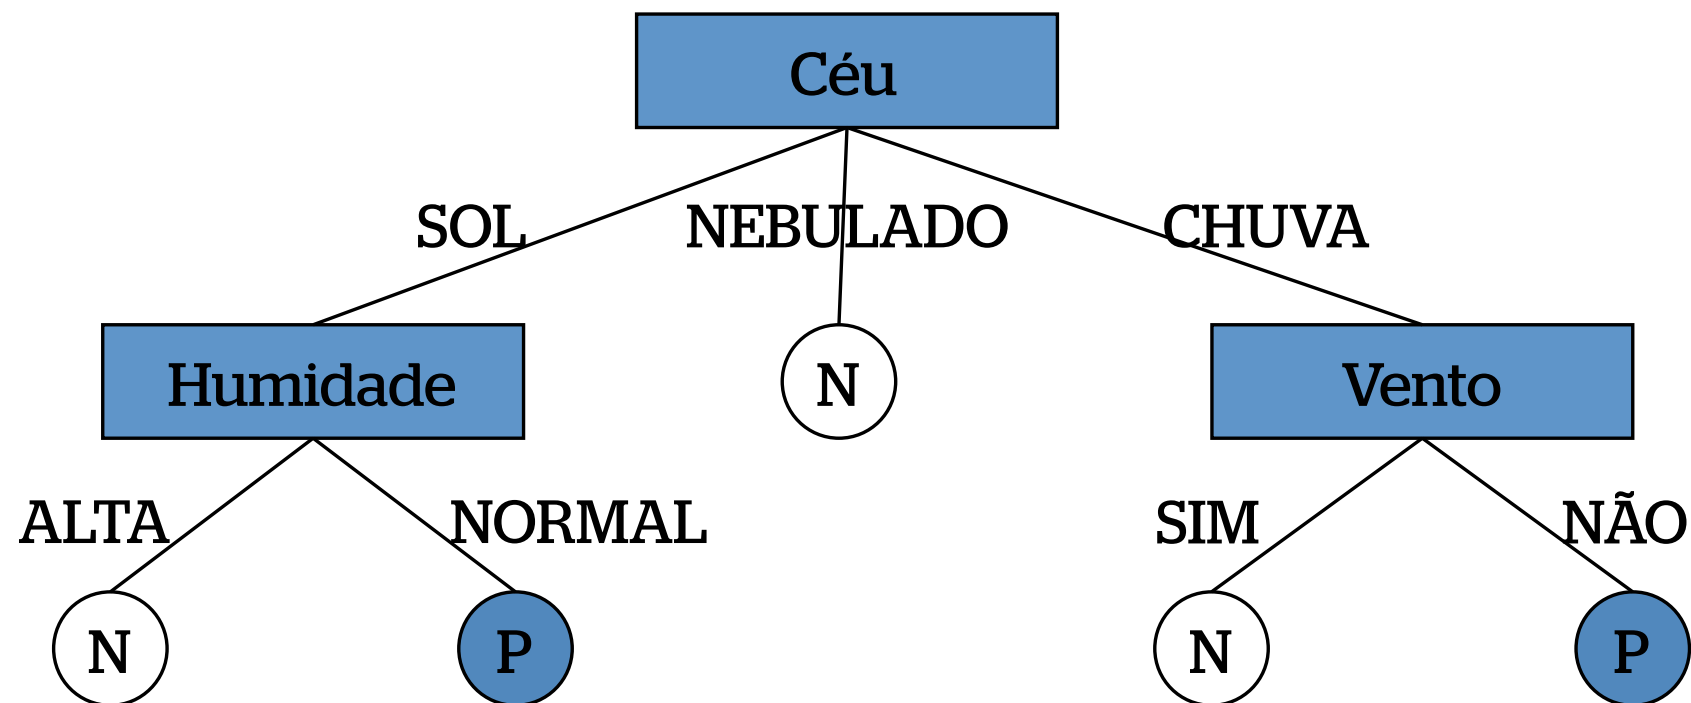 Céu
SOL NEBULADO CHUVA
Humidade N Vento
ALTA NORMAL SIM NÃO
N P N P